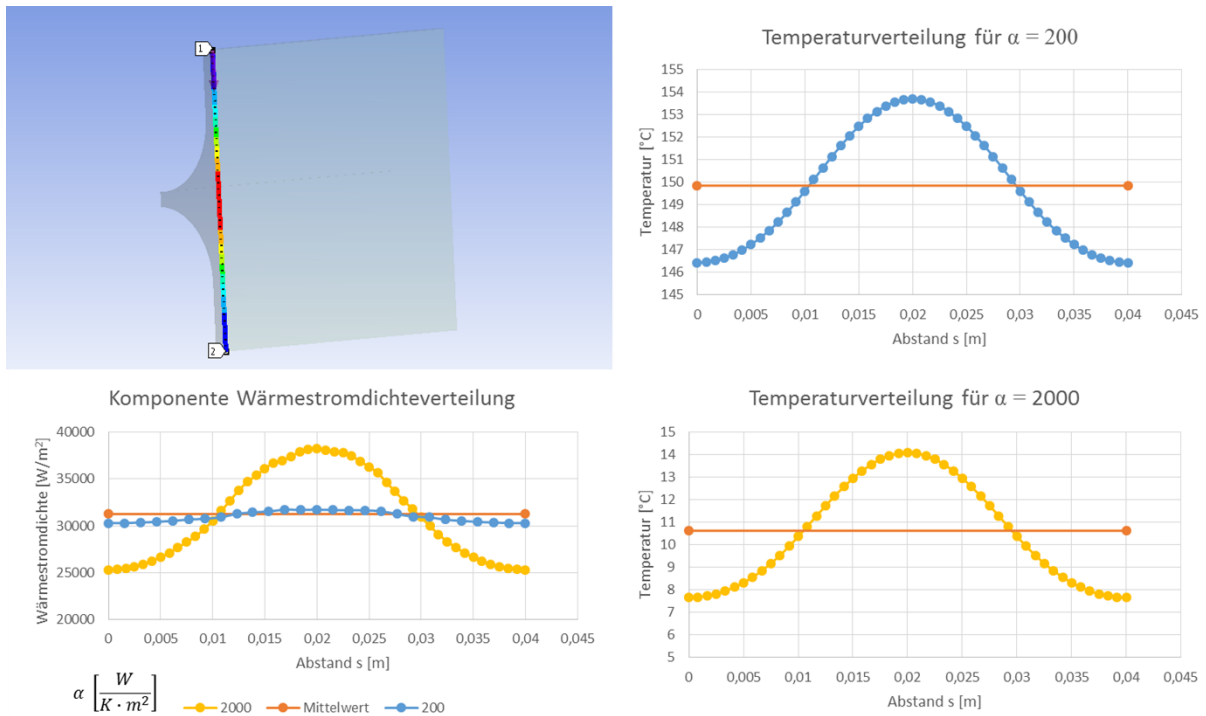 1
2
Temperaturverteilung für α = 200
Temperatur [°C]
155
154
153
152
151
150
149
148
147
146
145
0 0,005 0,01 0,015 0,02 0,025 0,03 0,035 0,04 0,045
Abstand s [m]
Komponente Wärmestromdichteverteilung
Wärmestromdichte [W/m²]
40000
35000
30000
25000
20000
0 0,005 0,01 0,015 0,02 0,025 0,03 0,035 0,04 0,045
Abstand s [m]
α [W / K · m²]
2000 Mittelwert 200
Temperaturverteilung für α = 2000
Temperatur [°C]
15
14
13
12
11
10
9
8
7
6
5
0 0,005 0,01 0,015 0,02 0,025 0,03 0,035 0,04 0,045
Abstand s [m]